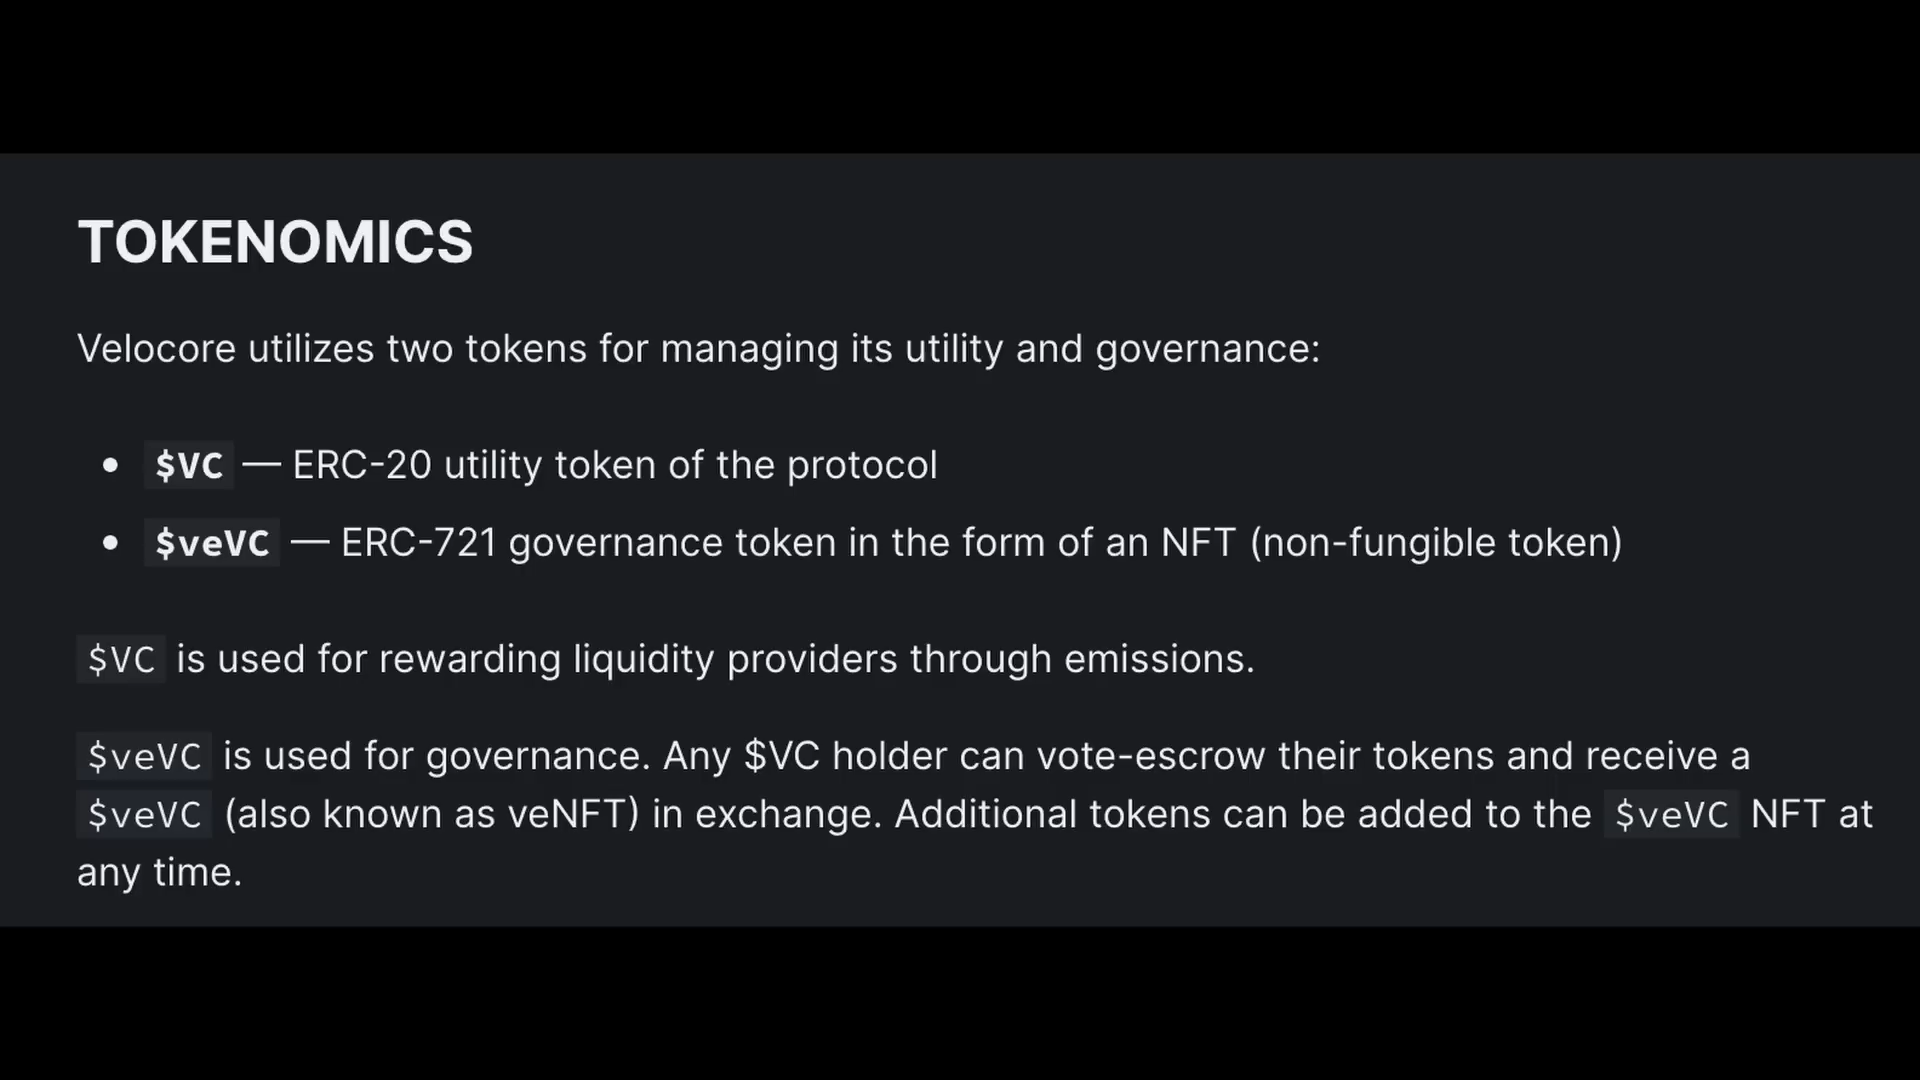 TOKENOMICS
Velocore utilizes two tokens for managing its utility and governance:
• $VC — ERC-20 utility token of the protocol
• $veVC — ERC-721 governance token in the form of an NFT (non-fungible token)
$VC is used for rewarding liquidity providers through emissions.
$veVC is used for governance. Any $VC holder can vote-escrow their tokens and receive a
$veVC (also known as veNFT) in exchange. Additional tokens can be added to the $veVC NFT at
any time.